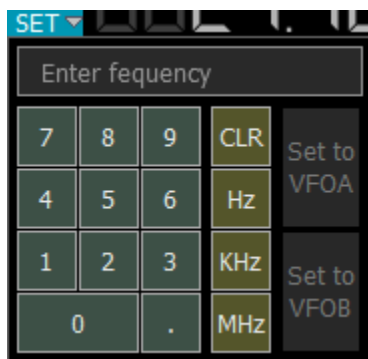 SET
Enter fequency
7 8 9 CLR
4 5 6 Hz
Set to
VFOA
1 2 3 KHz
0 . MHz
Set to
VFOB